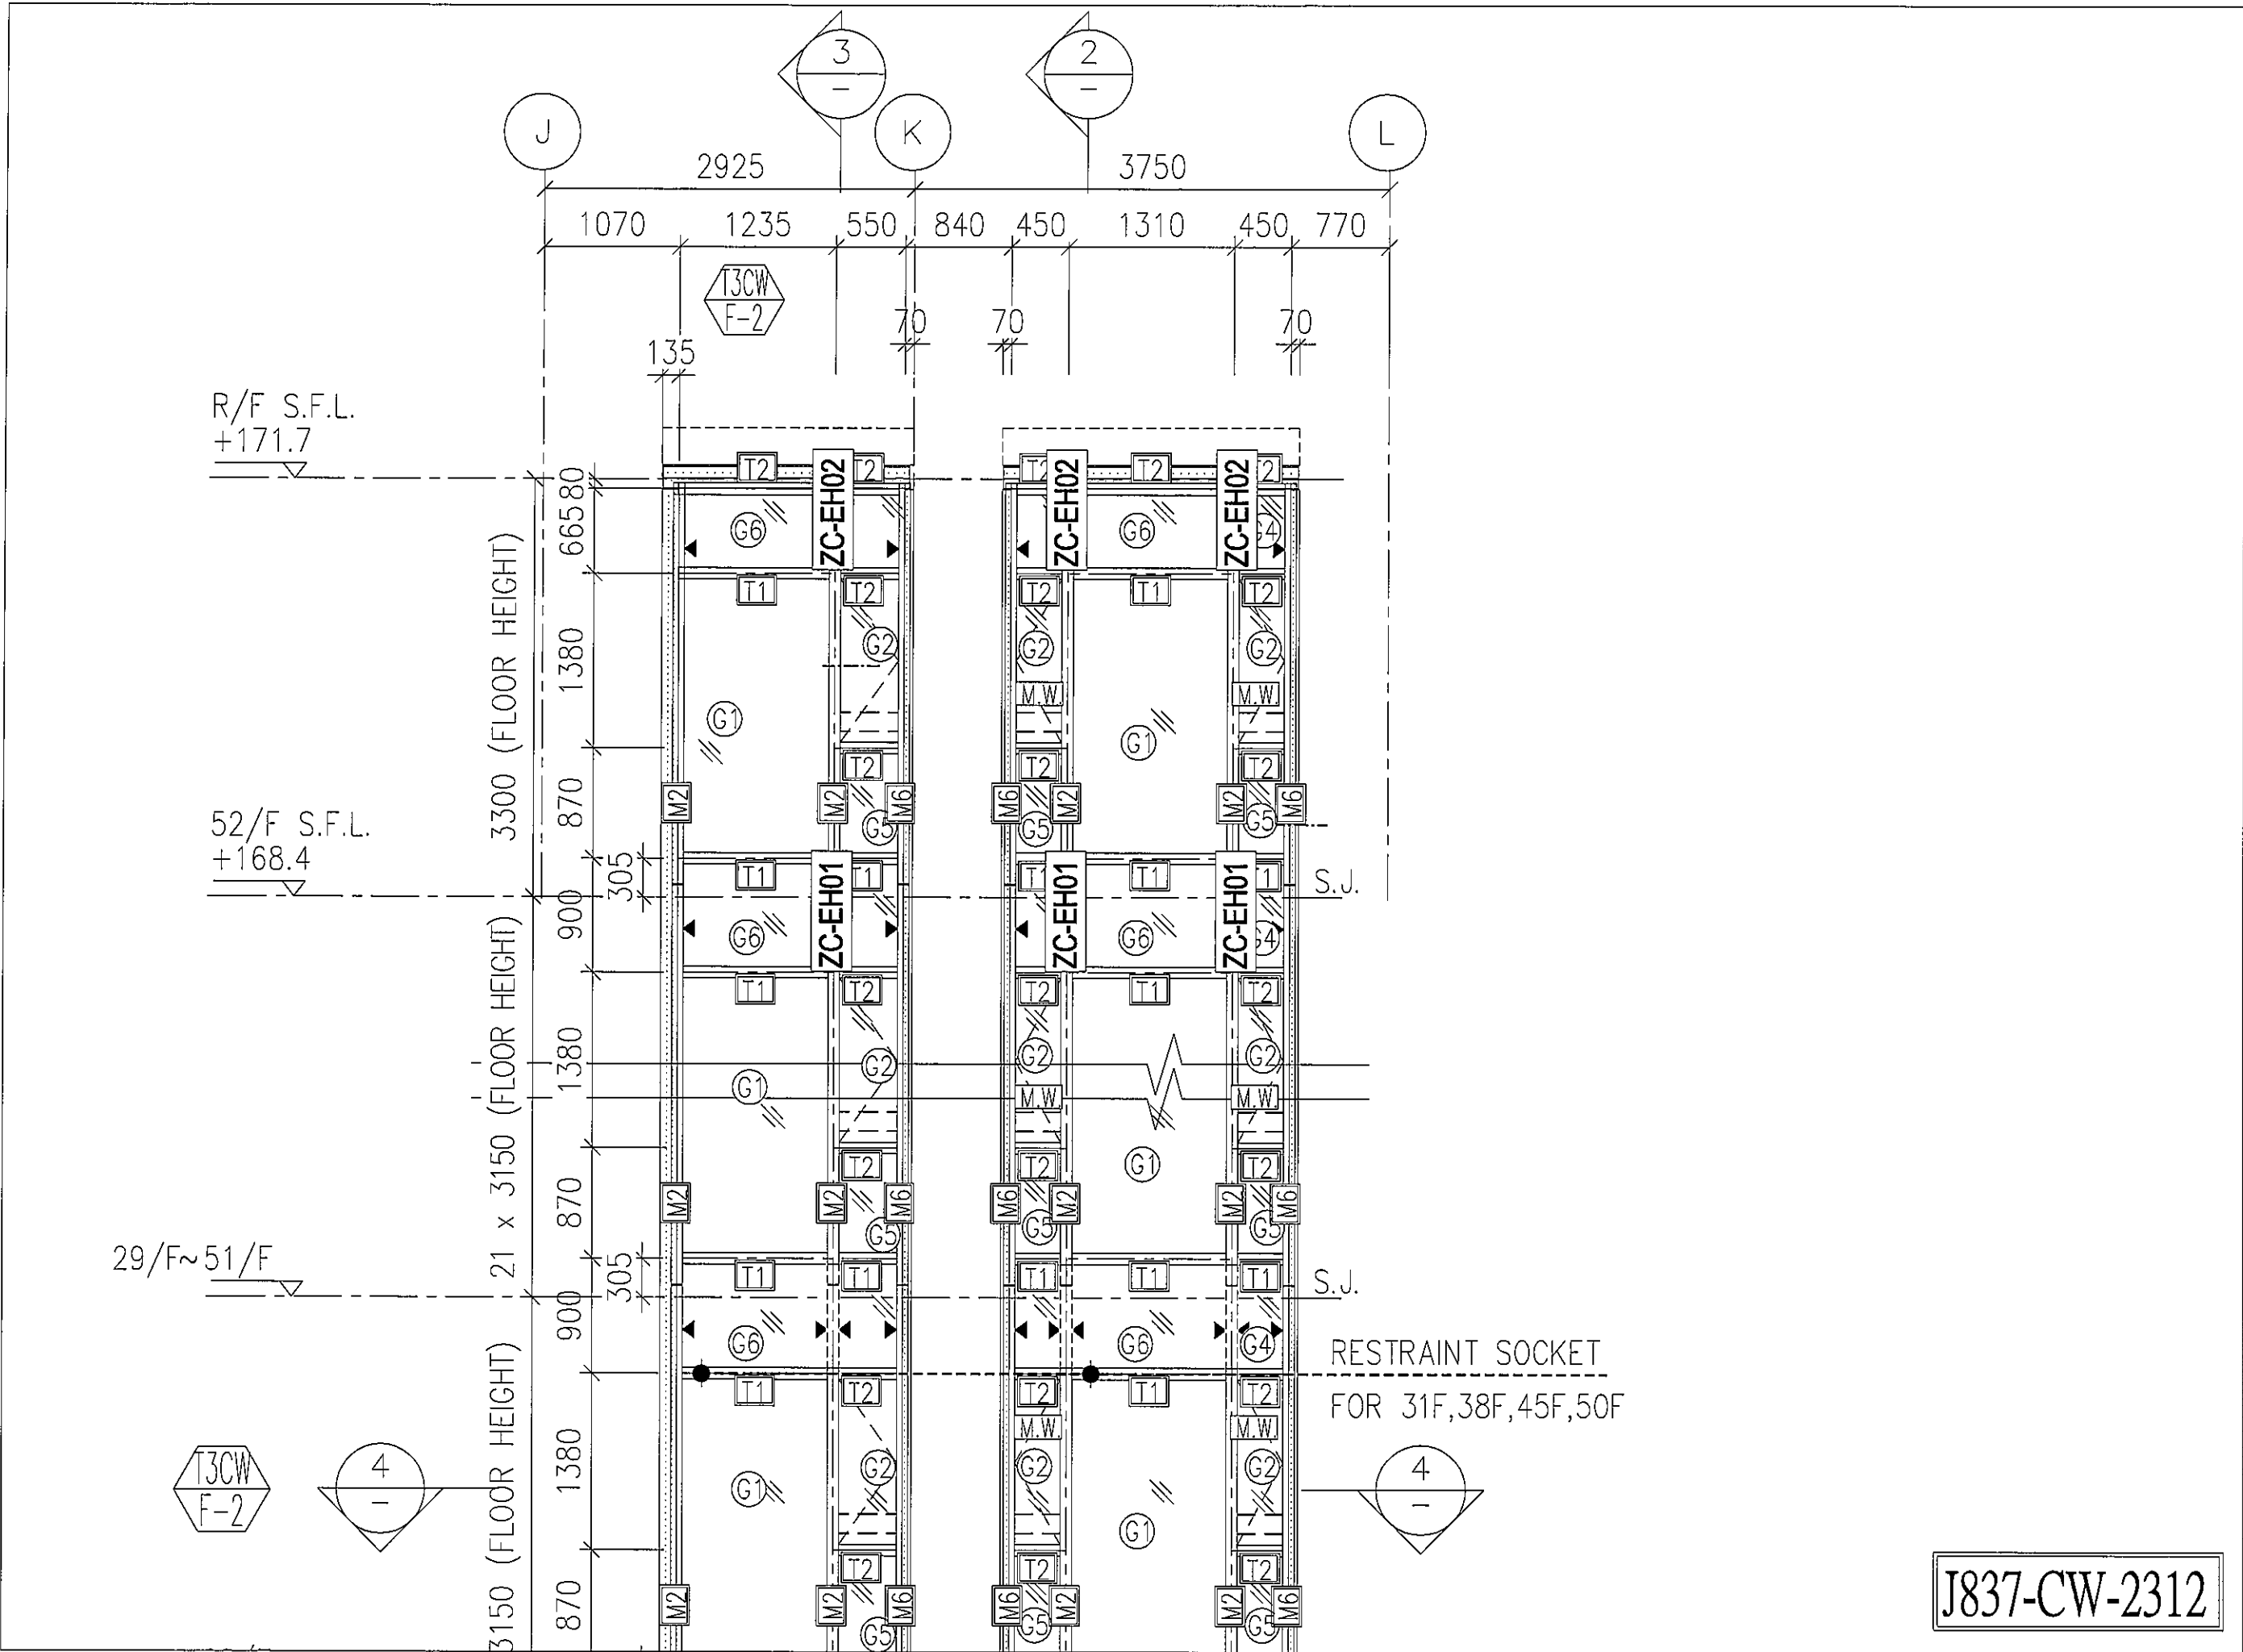 3
–
2
–
J
K
L
2925
3750
1070
1235
550
840
450
1310
450
770
T3CW
F-2
70
70
70
135
R/F S.F.L.
+171.7
80
T2
ZC-EH02
T2
ZC-EH02
T2
ZC-EH02
665
G6
G6
G4
T1
T2
T2
T1
T2
3300 (FLOOR HEIGHT)
1380
G2
G2
G2
M.W.
M.W.
G1
G1
T2
T2
T2
870
M2
M2
M6
M6
M2
M2
M6
G5
G5
G5
52/F S.F.L.
+168.4
305
T1
ZC-EH01
T1
T1
ZC-EH01
T1
ZC-EH01
T1
S.J.
900
G6
G6
G4
T1
T2
T2
T1
T2
21 x 3150 (FLOOR HEIGHT)
1380
G2
G2
G2
G1
M.W.
M.W.
G1
T2
T2
T2
870
M2
M2
M6
M6
M2
M2
M6
G5
G5
G5
29/F~51/F
305
T1
T1
T1
T1
T1
S.J.
900
G6
G6
G4
RESTRAINT SOCKET
FOR 31F,38F,45F,50F
T1
T2
T2
T1
T2
M.W.
M.W.
3150 (FLOOR HEIGHT)
1380
T3CW
F-2
4
–
G1
G2
G2
G2
4
–
G1
T2
T2
T2
870
M2
M2
M6
M6
M2
M2
M6
G5
G5
G5
J837-CW-2312